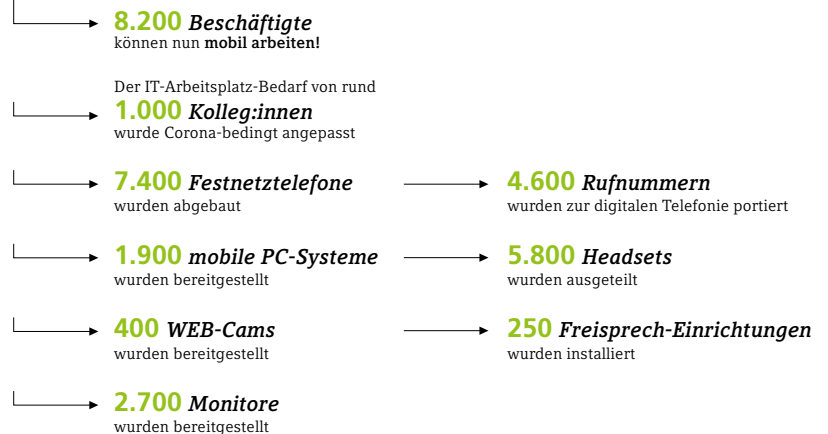 8.200 Beschäftigte
können nun mobil arbeiten!
Der IT-Arbeitsplatz-Bedarf von rund
1.000 Kolleg:innen
wurde Corona-bedingt angepasst
7.400 Festnetztelefone
wurden abgebaut
4.600 Rufnummern
wurden zur digitalen Telefonie portiert
1.900 mobile PC-Systeme
wurden bereitgestellt
5.800 Headsets
wurden ausgeteilt
400 WEB-Cams
wurden bereitgestellt
250 Freisprech-Einrichtungen
wurden installiert
2.700 Monitore
wurden bereitgestellt